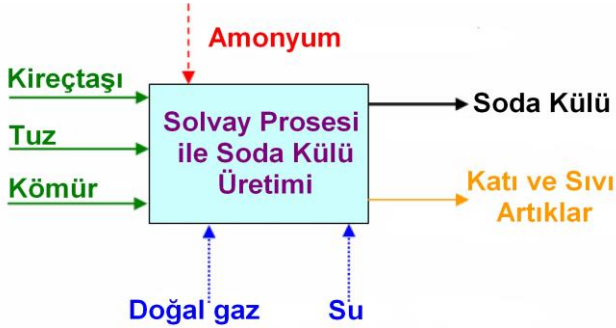 Amonyum
Kireçtaşı
Tuz
Kömür
Solvay Prosesi
ile Soda Külü
Üretimi
Soda Külü
Katı ve Sıvı
Artıklar
Doğal gaz
Su